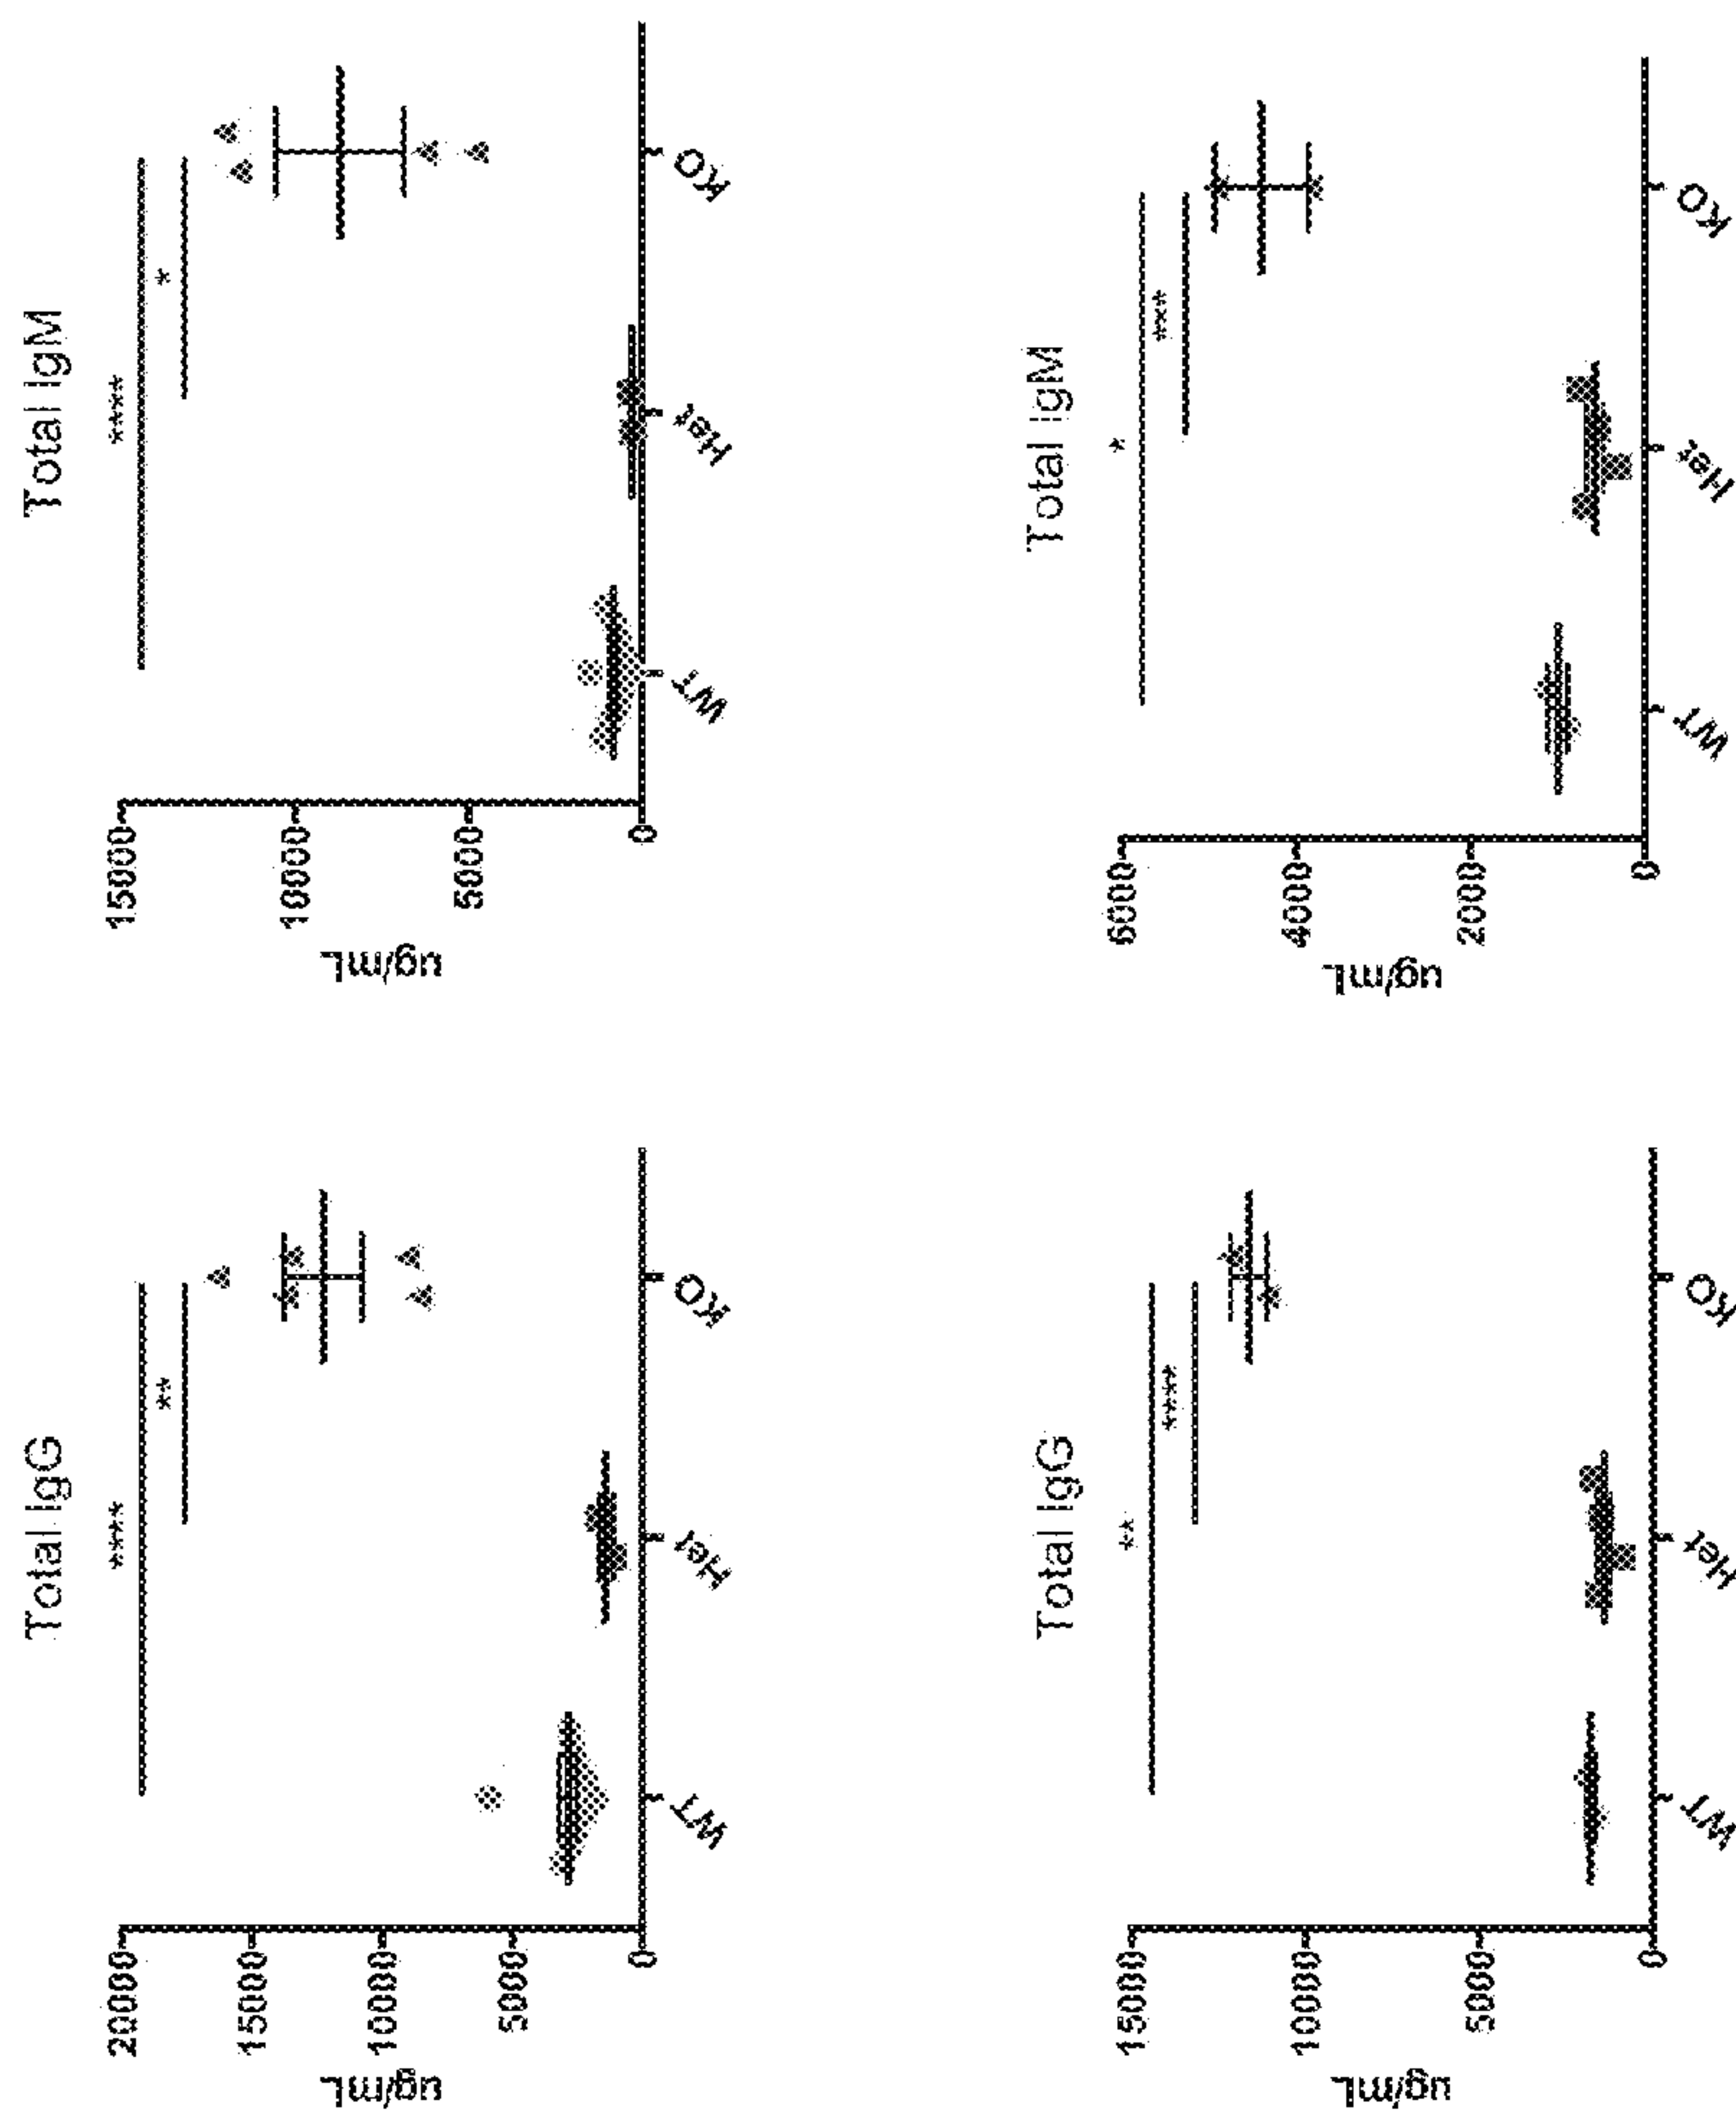 Total IgG
ug/mL
20000
15000
10000
5000
0
****
**
WT
Het
KO
Total IgM
ug/mL
15000
10000
5000
0
****
*
WT
Het
KO
Total IgG
ug/mL
15000
10000
5000
0
**
****
WT
Het
KO
Total IgM
ug/mL
6000
4000
2000
0
*
***
WT
Het
KO